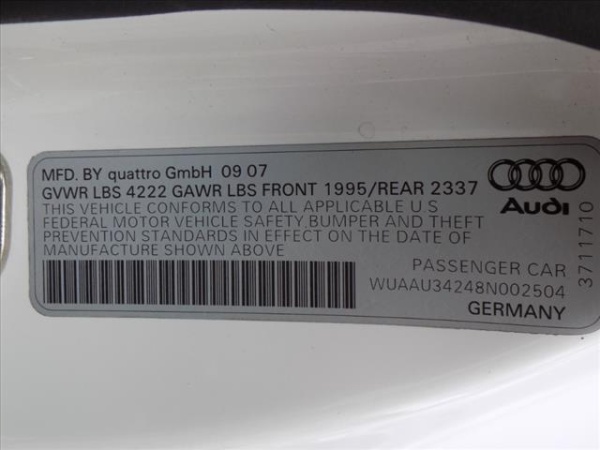 MFD. BY quattro GmbH 09 07
GVWR LBS 4222 GAWR LBS FRONT 1995/REAR 2337
THIS VEHICLE CONFORMS TO ALL APPLICABLE U.S
FEDERAL MOTOR VEHICLE SAFETY,BUMPER AND THEFT
PREVENTION STANDARDS IN EFFECT ON THE DATE OF
MANUFACTURE SHOWN ABOVE
Audi
PASSENGER CAR
WUAAU34248N002504
GERMANY
37111710